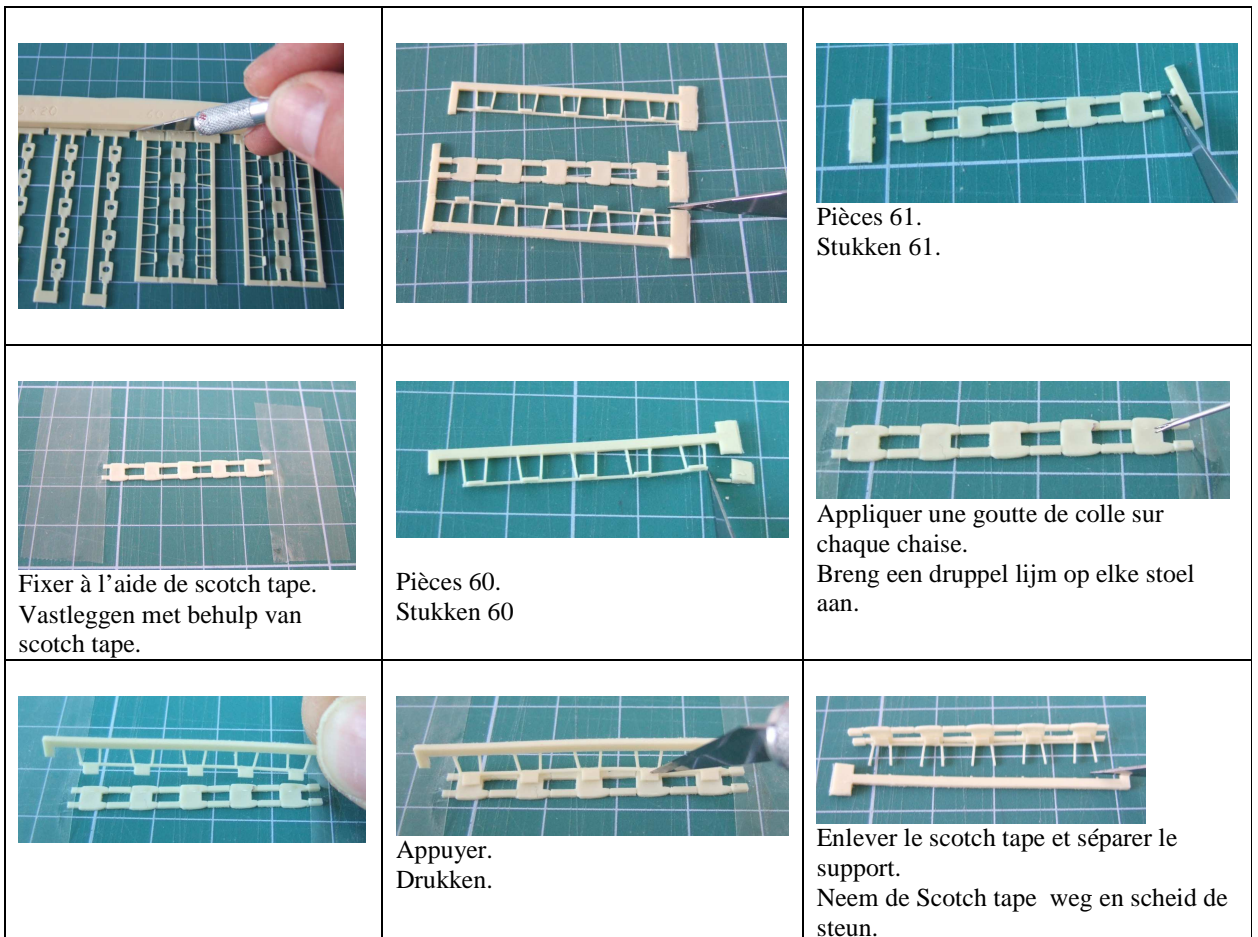 Pièces 61.
Stukken 61.
Fixer à l’aide de scotch tape.
Vastleggen met behulp van
scotch tape.
Pièces 60.
Stukken 60
Appliquer une goutte de colle sur
chaque chaise.
Breng een druppel lijm op elke stoel
aan.
Appuyer.
Drukken.
Enlever le scotch tape et séparer le
support.
Neem de Scotch tape weg en scheid de
steun.